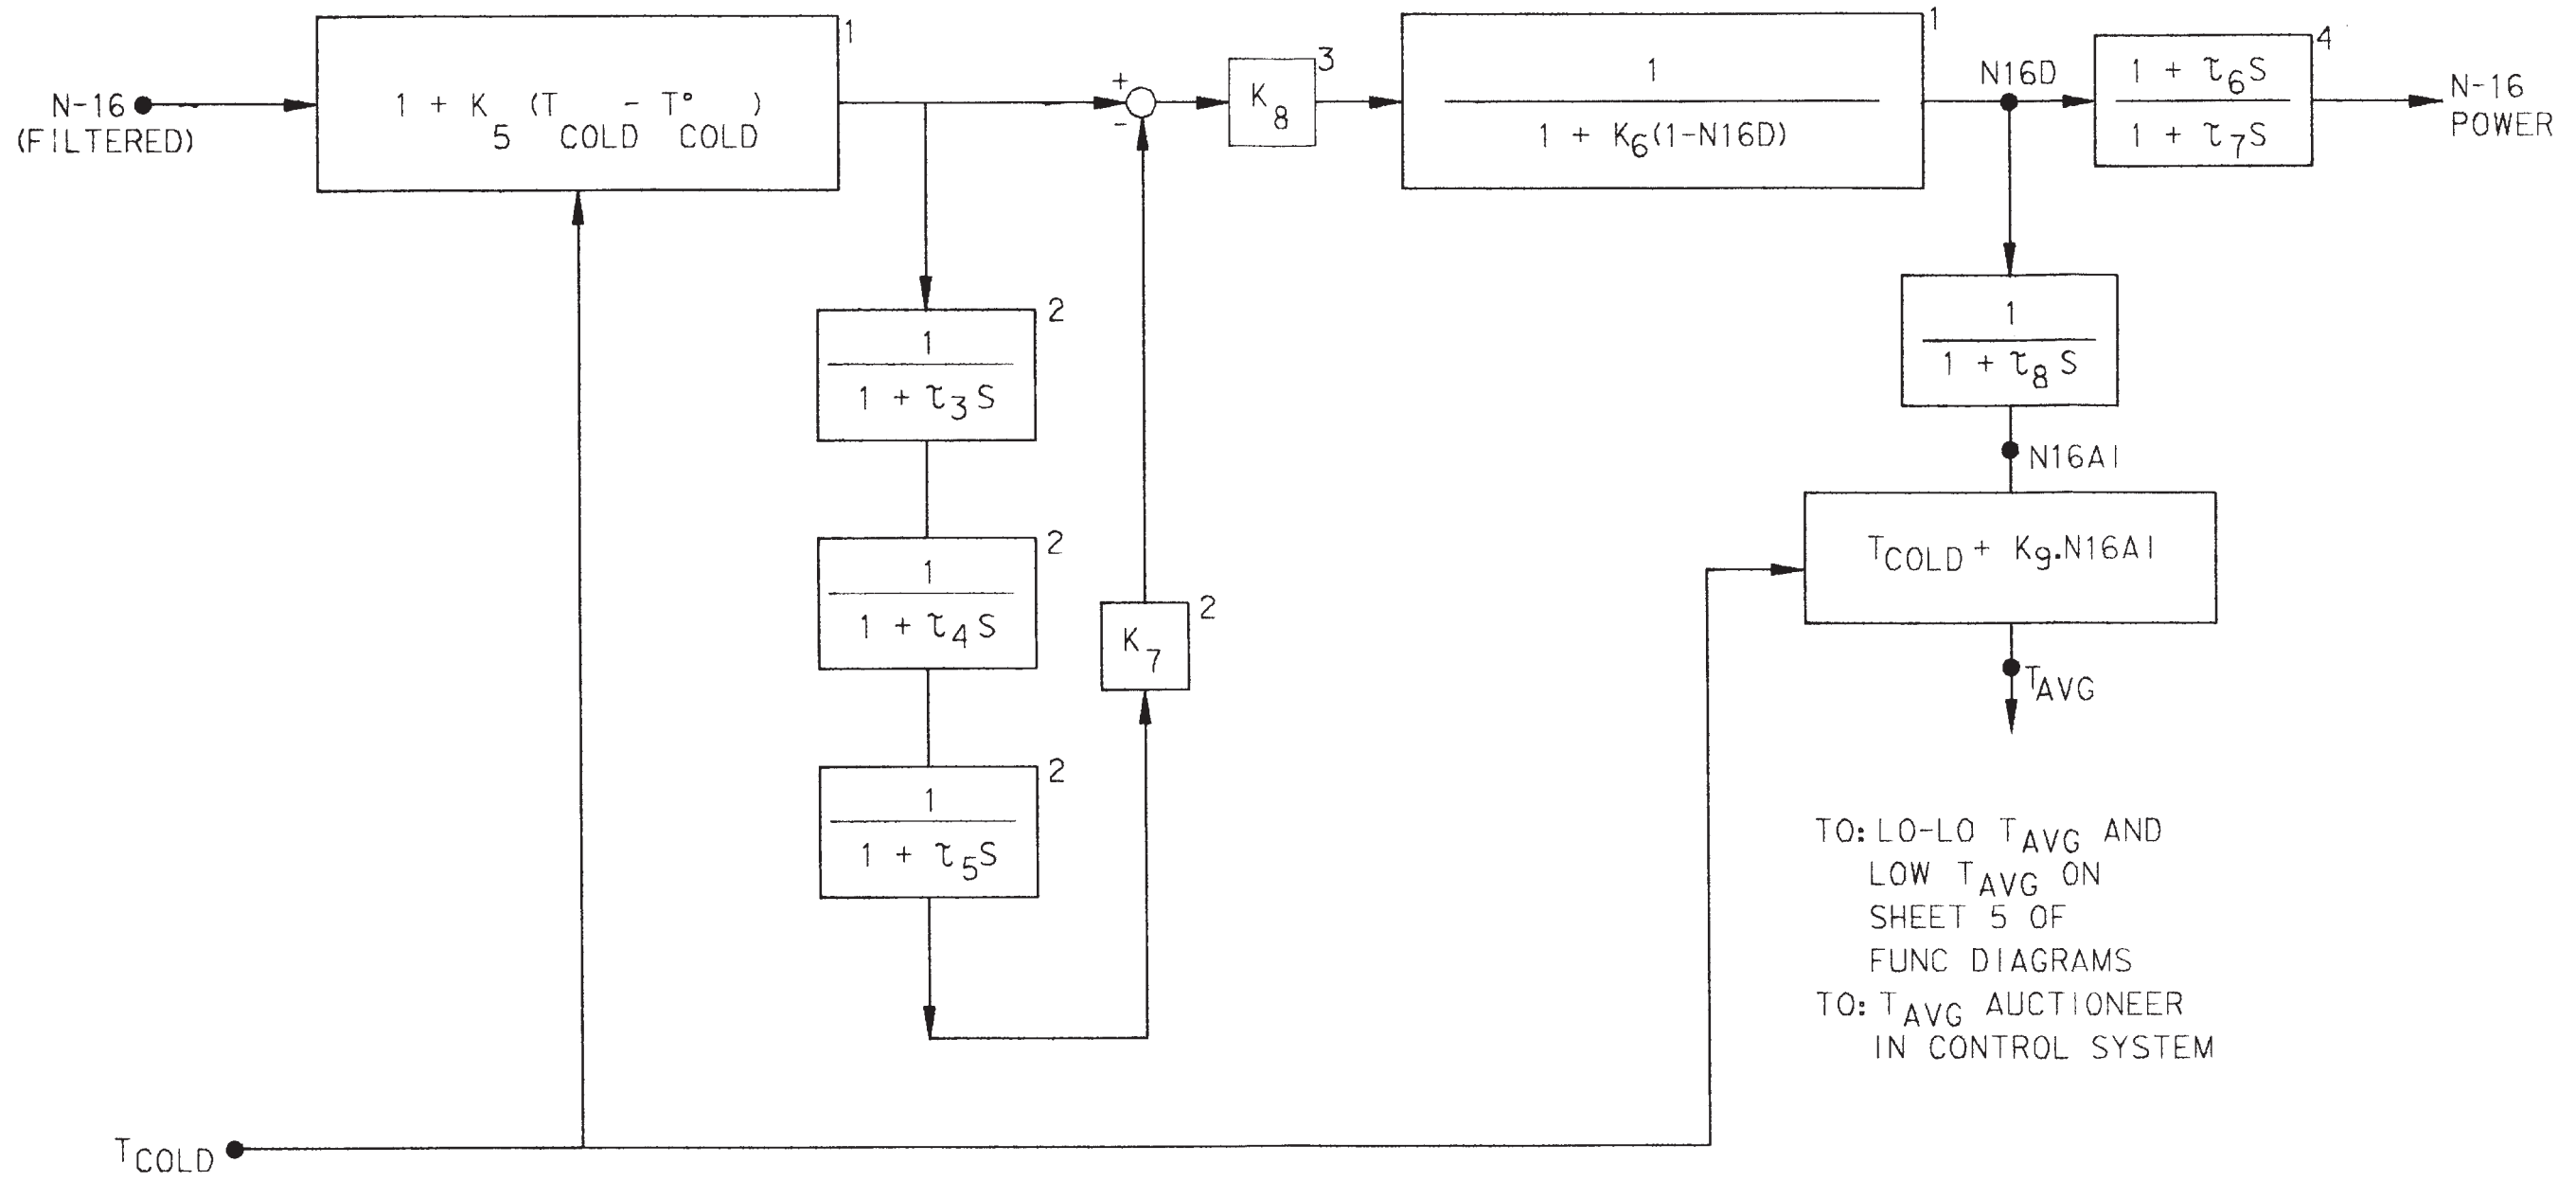 N-16
(FILTERED)
1 + K5 (TCOLD - T°COLD)
1
+
-
K8
3
1
1 + K6(1-N16D)
1
N16D
1 + τ6S
1 + τ7S
4
N-16
POWER
1
1 + τ3S
2
1
1 + τ4S
2
1
1 + τ5S
2
K7
2
1
1 + τ8 S
N16AI
TCOLD + K9.N16AI
TAVG
TO: LO-LO TAVG AND
LOW TAVG ON
SHEET 5 OF
FUNC DIAGRAMS
TO: TAVG AUCTIONEER
IN CONTROL SYSTEM
TCOLD